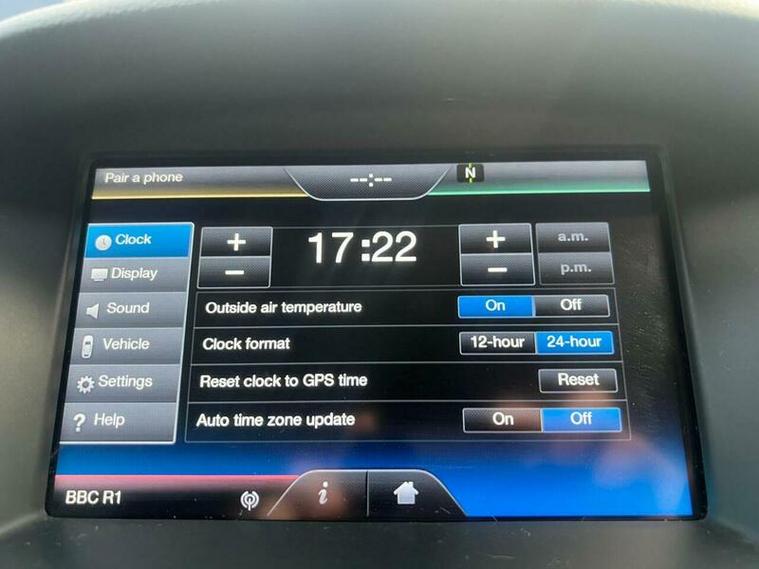 Pair a phone
--:--
N
Clock
+
17:22
+
a.m.
-
-
p.m.
Display
Sound
Outside air temperature On Off
Vehicle
Clock format 12-hour 24-hour
Settings
Reset clock to GPS time Reset
? Help
Auto time zone update On Off
BBC R1
i